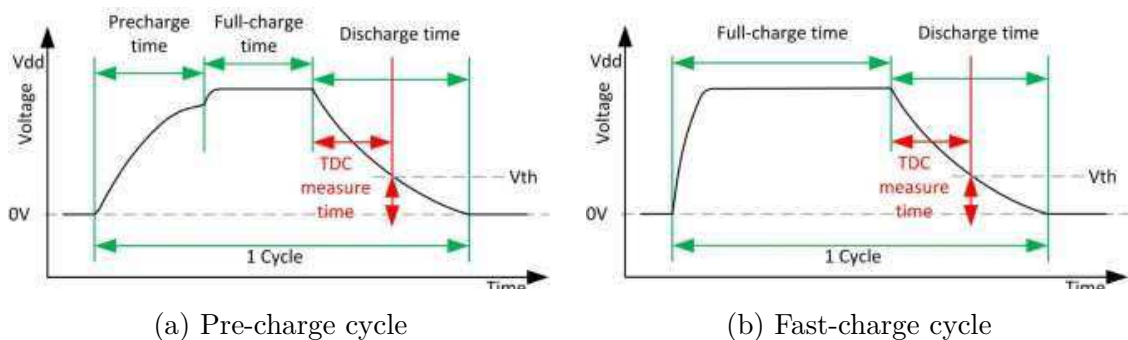 Precharge
time
Full-charge
time
Discharge time
Vdd
Voltage
TDC
measure
time
Vth
0V
1 Cycle
Time
(a) Pre-charge cycle
Full-charge time
Discharge time
Vdd
Voltage
TDC
measure
time
Vth
0V
1 Cycle
Time
(b) Fast-charge cycle